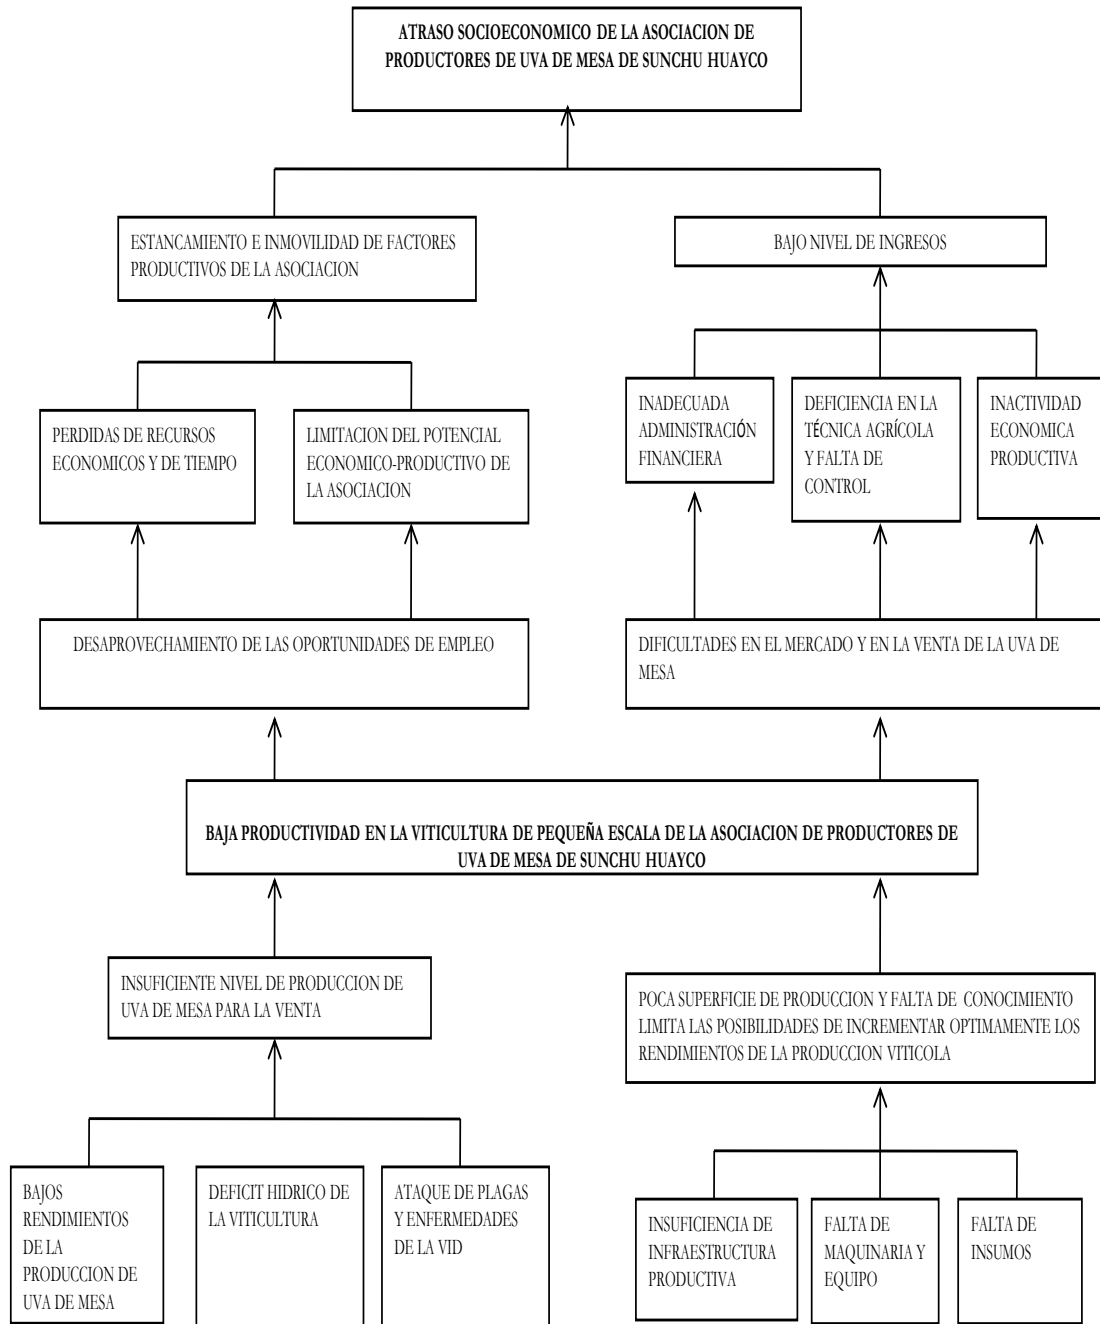 ATRASO SOCIOECONOMICO DE LA ASOCIACION DE
PRODUCTORES DE UVA DE MESA DE SUNCHU HUAYCO
ESTANCAMIENTO E INMOVILIDAD DE FACTORES
PRODUCTIVOS DE LA ASOCIACION
BAJO NIVEL DE INGRESOS
PERDIDAS DE RECURSOS
ECONOMICOS Y DE TIEMPO
LIMITACION DEL POTENCIAL
ECONOMICO-PRODUCTIVO DE
LA ASOCIACION
INADECUADA
ADMINISTRACIÓN
FINANCIERA
DEFICIENCIA EN LA
TÉCNICA AGRÍCOLA
Y FALTA DE
CONTROL
INACTIVIDAD
ECONOMICA
PRODUCTIVA
DESAPROVECHAMIENTO DE LAS OPORTUNIDADES DE EMPLEO
DIFICULTADES EN EL MERCADO Y EN LA VENTA DE LA UVA DE
MESA
BAJA PRODUCTIVIDAD EN LA VITICULTURA DE PEQUEÑA ESCALA DE LA ASOCIACION DE PRODUCTORES DE
UVA DE MESA DE SUNCHU HUAYCO
INSUFICIENTE NIVEL DE PRODUCCION DE
UVA DE MESA PARA LA VENTA
POCA SUPERFICIE DE PRODUCCION Y FALTA DE CONOCIMIENTO
LIMITA LAS POSIBILIDADES DE INCREMENTAR OPTIMAMENTE LOS
RENDIMIENTOS DE LA PRODUCCION VITICOLA
BAJOS
RENDIMIENTOS
DE LA
PRODUCCION DE
UVA DE MESA
DEFICIT HIDRICO DE
LA VITICULTURA
ATAQUE DE PLAGAS
Y ENFERMEDADES
DE LA VID
INSUFICIENCIA DE
INFRAESTRUCTURA
PRODUCTIVA
FALTA DE
MAQUINARIA Y
EQUIPO
FALTA DE
INSUMOS